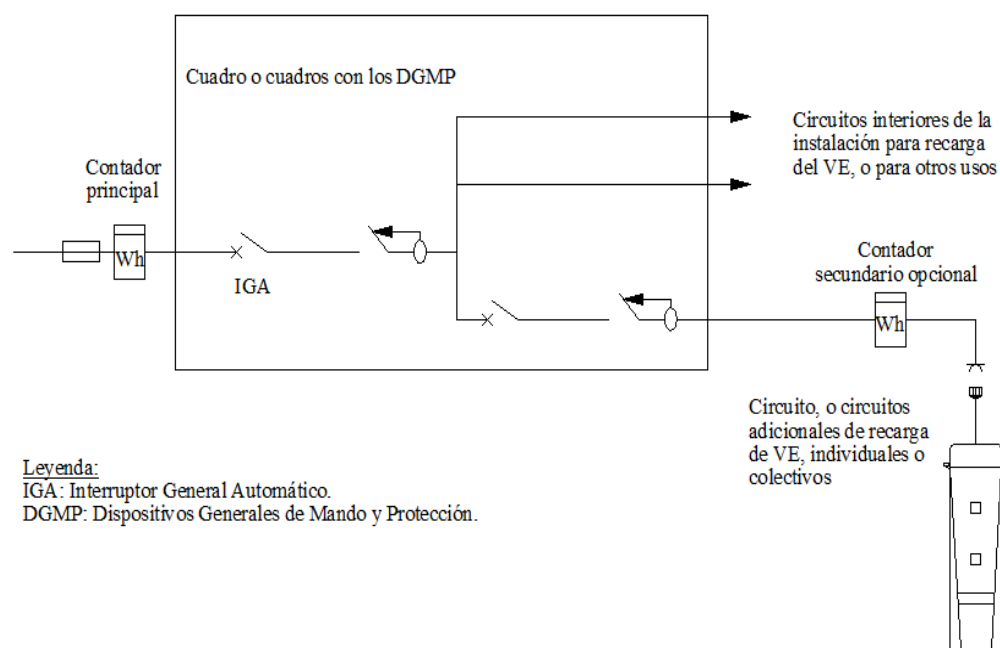 Cuadro o cuadros con los DGMP
Circuitos interiores de la
instalación para recarga
del VE, o para otros usos
Contador
principal
Wh
IGA
Contador
secundario opcional
Wh
Circuito, o circuitos
adicionales de recarga
de VE, individuales o
colectivos
Leyenda:
IGA: Interruptor General Automático.
DGMP: Dispositivos Generales de Mando y Protección.